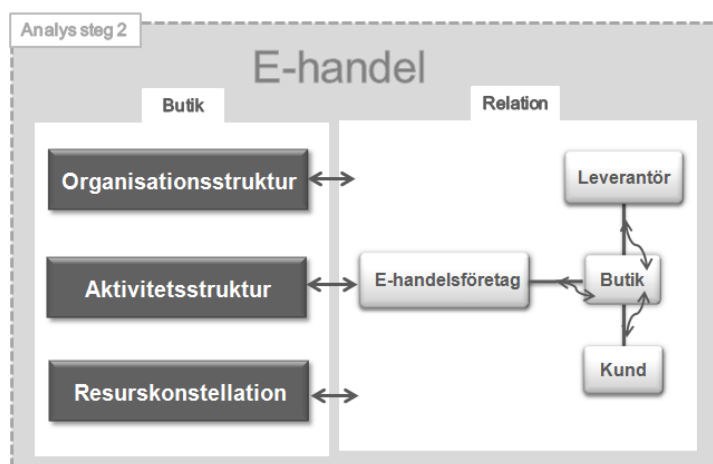 Analys steg 2
E-handel
Butik
Relation
Organisationsstruktur
Aktivitetsstruktur
Resurskonstellation
Leverantör
E-handelsföretag
Butik
Kund